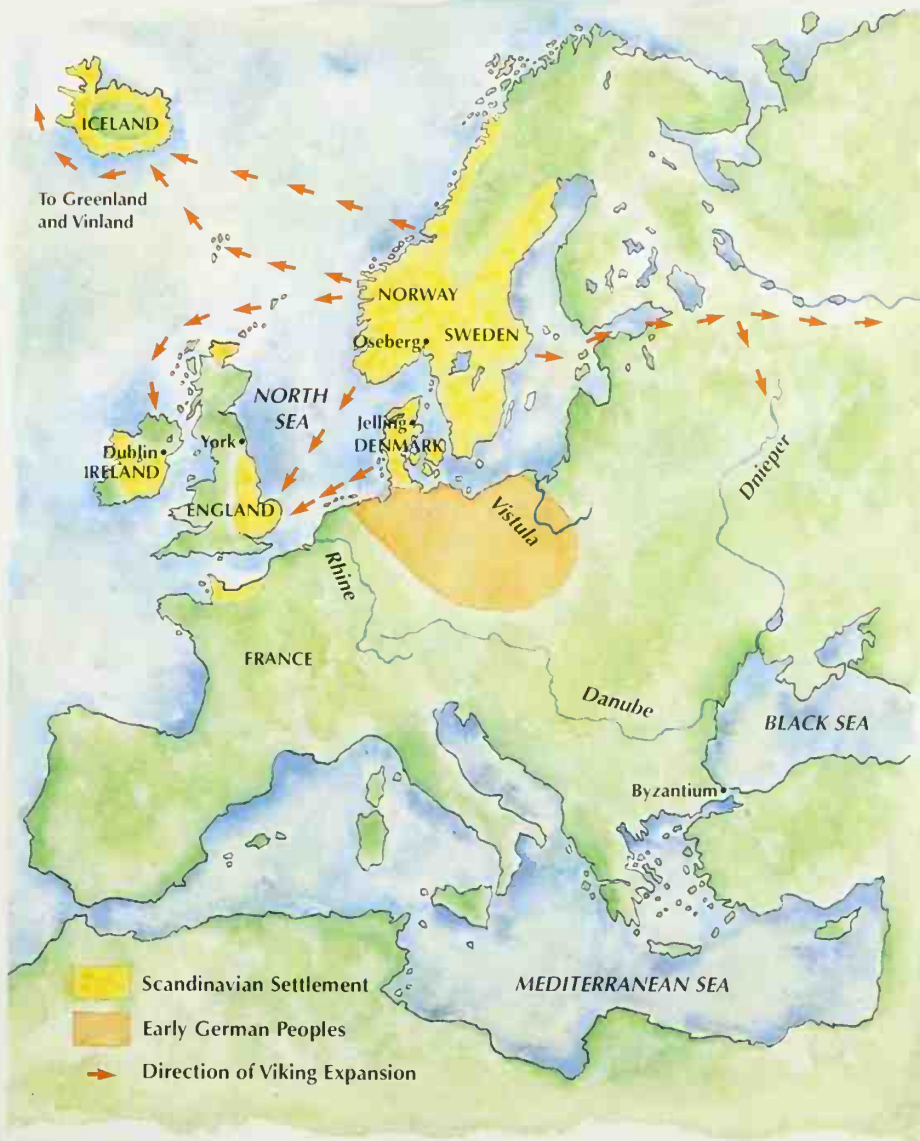 ICELAND
To Greenland
and Vinland
NORWAY
Oseberg
SWEDEN
NORTH
SEA
Jelling
DENMARK
York
Dublin
IRELAND
ENGLAND
Vistula
Dnieper
Rhine
FRANCE
Danube
BLACK SEA
Byzantium
MEDITERRANEAN SEA
Scandinavian Settlement
Early German Peoples
Direction of Viking Expansion